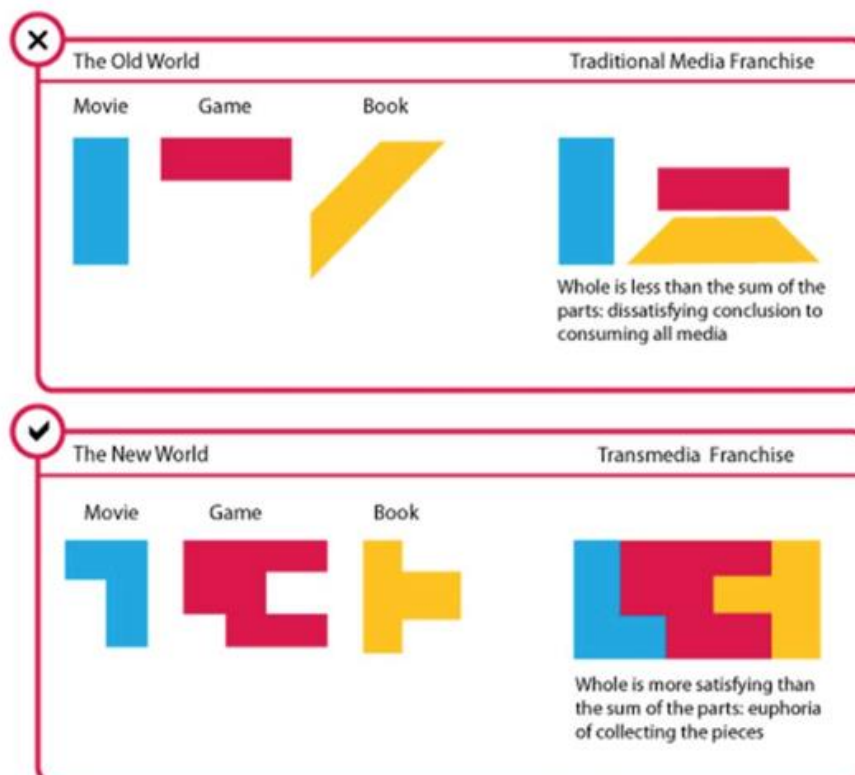 The Old World
Traditional Media Franchise
Movie
Game
Book
Whole is less than the sum of the
parts: dissatisfying conclusion to
consuming all media
The New World
Transmedia Franchise
Movie
Game
Book
Whole is more satisfying than
the sum of the parts: euphoria
of collecting the pieces